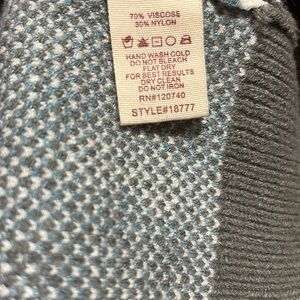 70% VISCOSE
30% NYLON
HAND WASH COLD
DO NOT BLEACH
FLAT DRY
FOR BEST RESULTS
DRY CLEAN
DO NOT IRON
RN#120740
STYLE#18777